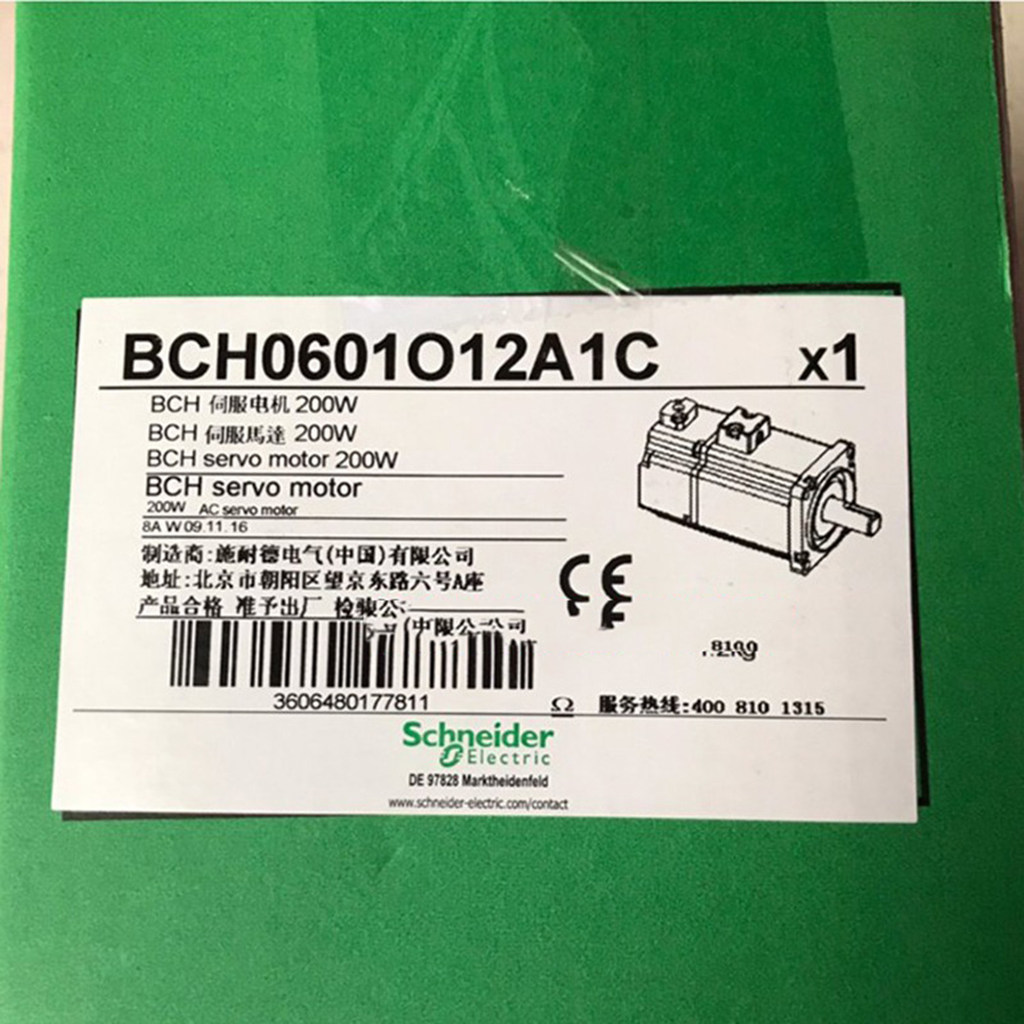 BCH0601O12A1C x1
BCH 伺服电机 200W
BCH 伺服馬達 200W
BCH servo motor 200W
BCH servo motor
200W AC servo motor
8A W 09.11.16
制造商:施耐德电气(中国)有限公司
地址:北京市朝阳区望京东路六号A座
产品合格 准予出厂 检验
CE
3606480177811
Ω 服务热线:400 810 1315
Schneider
Electric
DE 97828 Marktheidenfeld
www.schneider-electric.com/contact